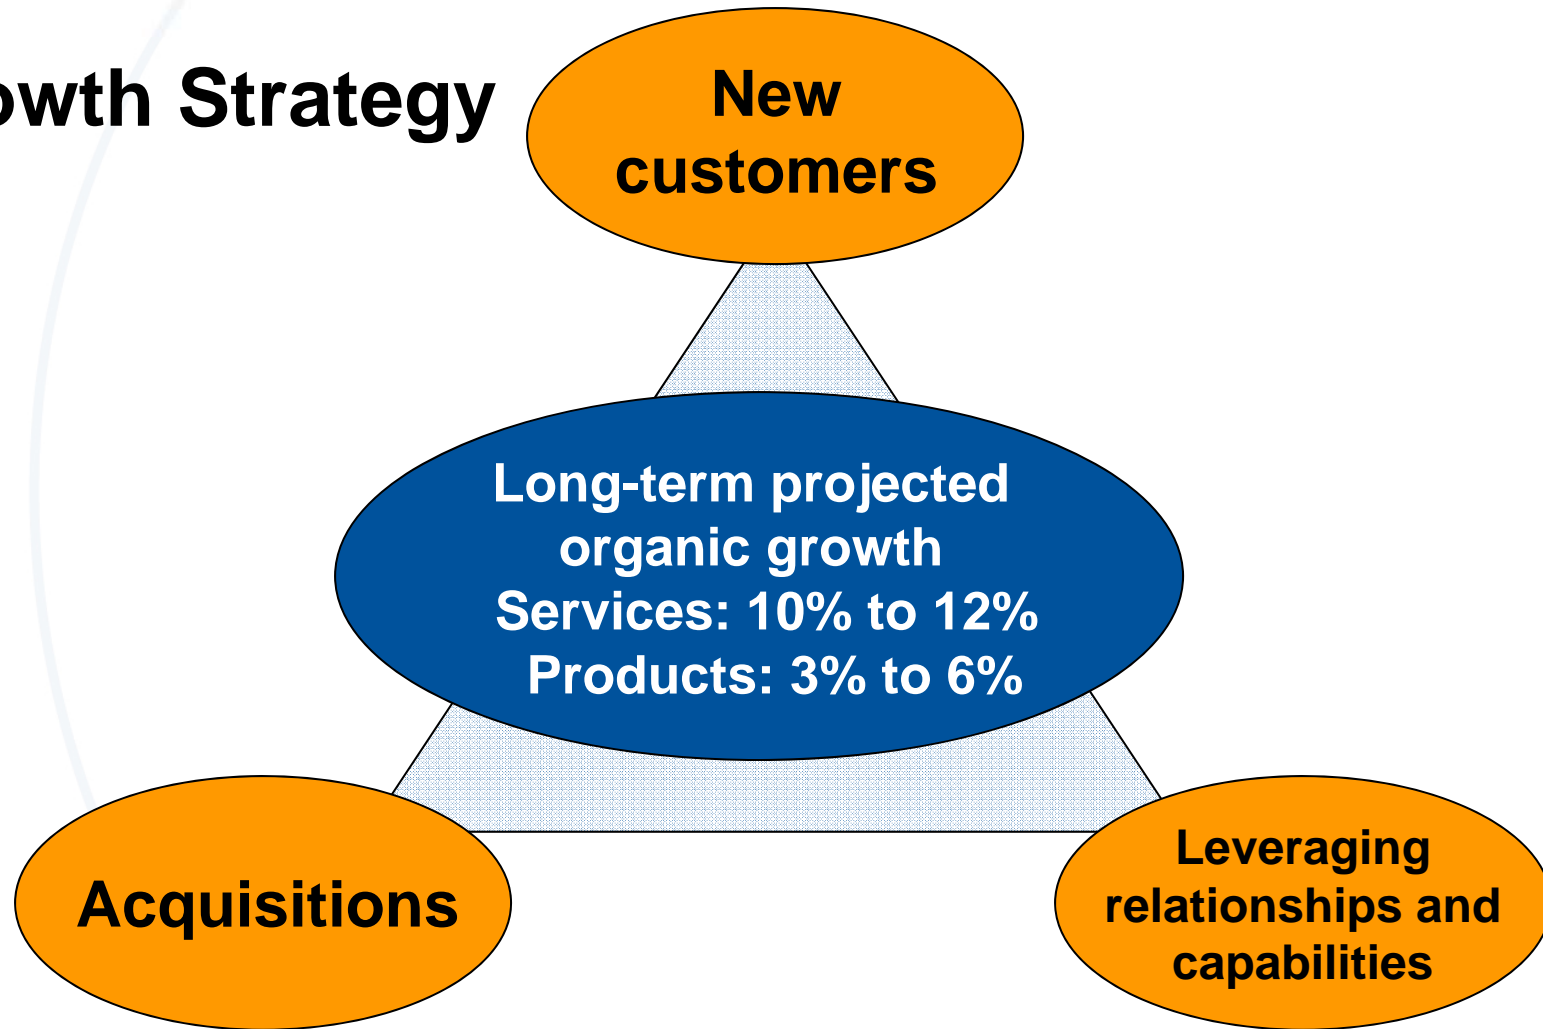 owth Strategy
New
customers
Long-term projected
organic growth
Services: 10% to 12%
Products: 3% to 6%
Acquisitions
Leveraging
relationships and
capabilities